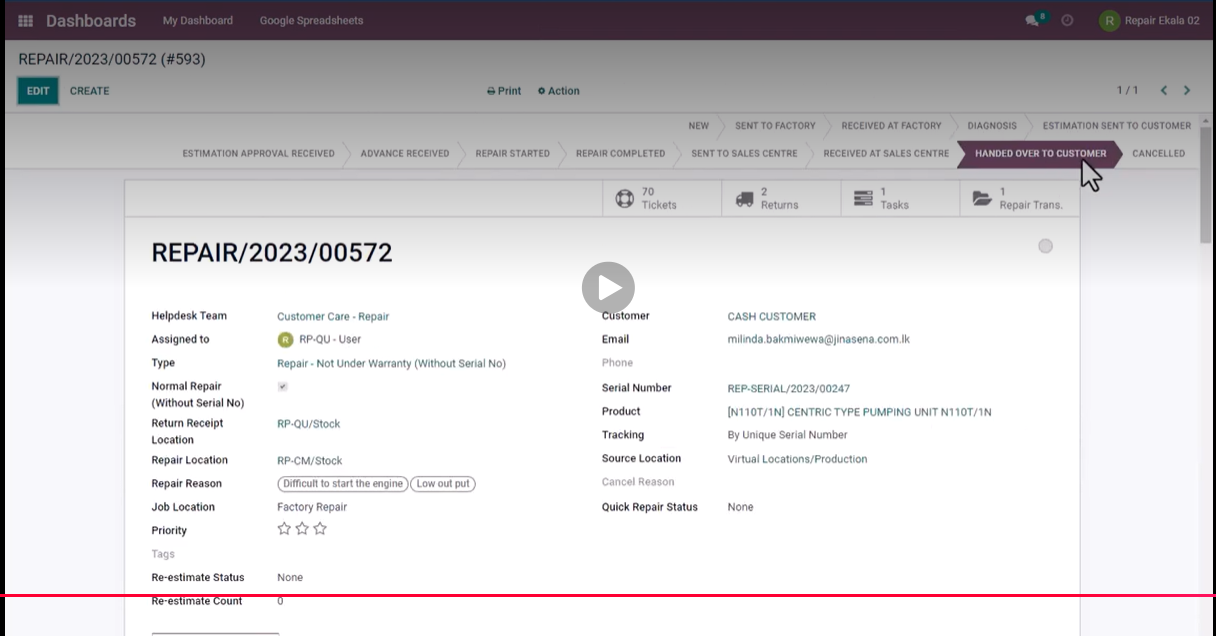 Dashboards My Dashboard Google Spreadsheets 8 R Repair Ekala 02
REPAIR/2023/00572 (#593)
EDIT CREATE Print Action 1 / 1
NEW SENT TO FACTORY RECEIVED AT FACTORY DIAGNOSIS ESTIMATION SENT TO CUSTOMER
ESTIMATION APPROVAL RECEIVED ADVANCE RECEIVED REPAIR STARTED REPAIR COMPLETED SENT TO SALES CENTRE RECEIVED AT SALES CENTRE HANDED OVER TO CUSTOMER CANCELLED
70 2 1 1
Tickets Returns Tasks Repair Trans.
REPAIR/2023/00572
Helpdesk Team Customer Care - Repair
Assigned to R RP-QU - User
Type Repair - Not Under Warranty (Without Serial No)
Normal Repair
(Without Serial No)
Return Receipt RP-QU/Stock
Location
Repair Location RP-CM/Stock
Repair Reason Difficult to start the engine Low out put
Job Location Factory Repair
Priority
Tags
Re-estimate Status None
Re-estimate Count 0
Customer CASH CUSTOMER
Email milinda.bakmiwewa@jinasena.com.lk
Phone
Serial Number REP-SERIAL/2023/00247
Product [N110T/1N] CENTRIC TYPE PUMPING UNIT N110T/1N
Tracking By Unique Serial Number
Source Location Virtual Locations/Production
Cancel Reason
Quick Repair Status None